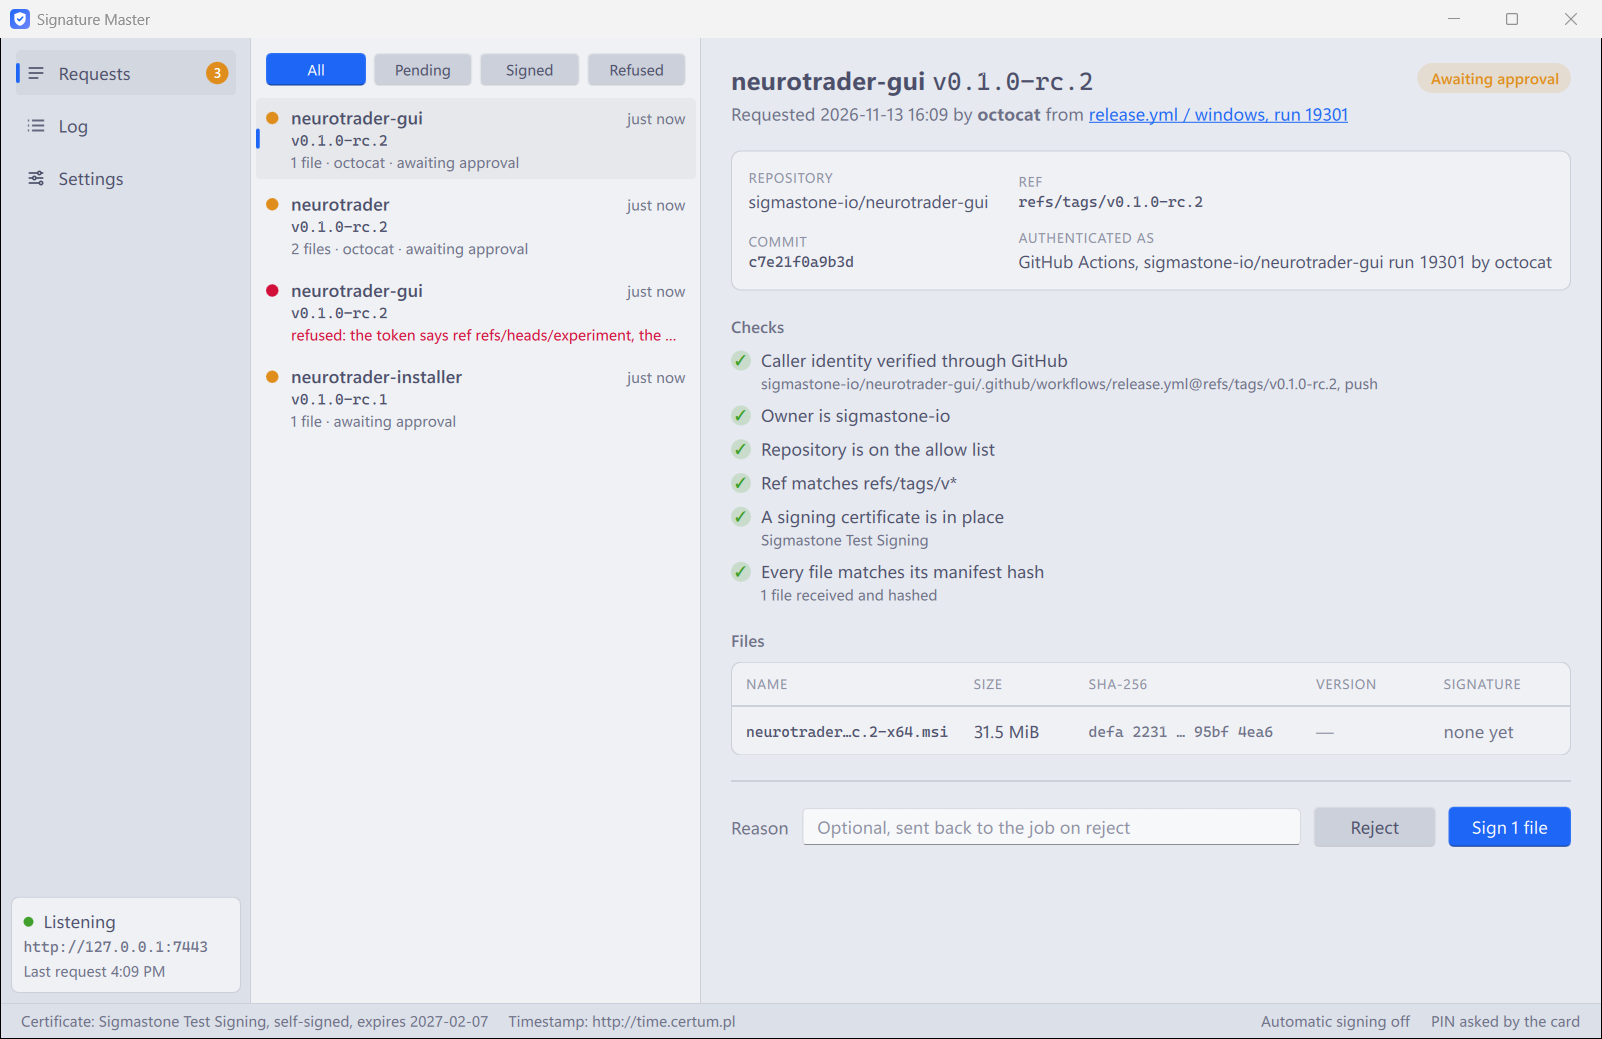 Signature Master
Requests
3
Log
Settings
Listening
http://127.0.0.1:7443
Last request 4:09 PM
All
Pending
Signed
Refused
neurotrader-gui
just now
v0.1.0-rc.2
1 file · octocat · awaiting approval
neurotrader
just now
v0.1.0-rc.2
2 files · octocat · awaiting approval
neurotrader-gui
just now
v0.1.0-rc.2
refused: the token says ref refs/heads/experiment, the ...
neurotrader-installer
just now
v0.1.0-rc.1
1 file · awaiting approval
neurotrader-gui v0.1.0-rc.2
Awaiting approval
Requested 2026-11-13 16:09 by octocat from release.yml / windows, run 19301
REPOSITORY
sigmastone-io/neurotrader-gui
REF
refs/tags/v0.1.0-rc.2
COMMIT
c7e21f0a9b3d
AUTHENTICATED AS
GitHub Actions, sigmastone-io/neurotrader-gui run 19301 by octocat
Checks
Caller identity verified through GitHub
sigmastone-io/neurotrader-gui/.github/workflows/release.yml@refs/tags/v0.1.0-rc.2, push
Owner is sigmastone-io
Repository is on the allow list
Ref matches refs/tags/v*
A signing certificate is in place
Sigmastone Test Signing
Every file matches its manifest hash
1 file received and hashed
Files
NAME SIZE SHA-256 VERSION SIGNATURE
neurotrader…c.2-x64.msi 31.5 MiB defa 2231 … 95bf 4ea6 — none yet
Reason
Optional, sent back to the job on reject
Reject
Sign 1 file
Certificate: Sigmastone Test Signing, self-signed, expires 2027-02-07
Timestamp: http://time.certum.pl
Automatic signing off
PIN asked by the card